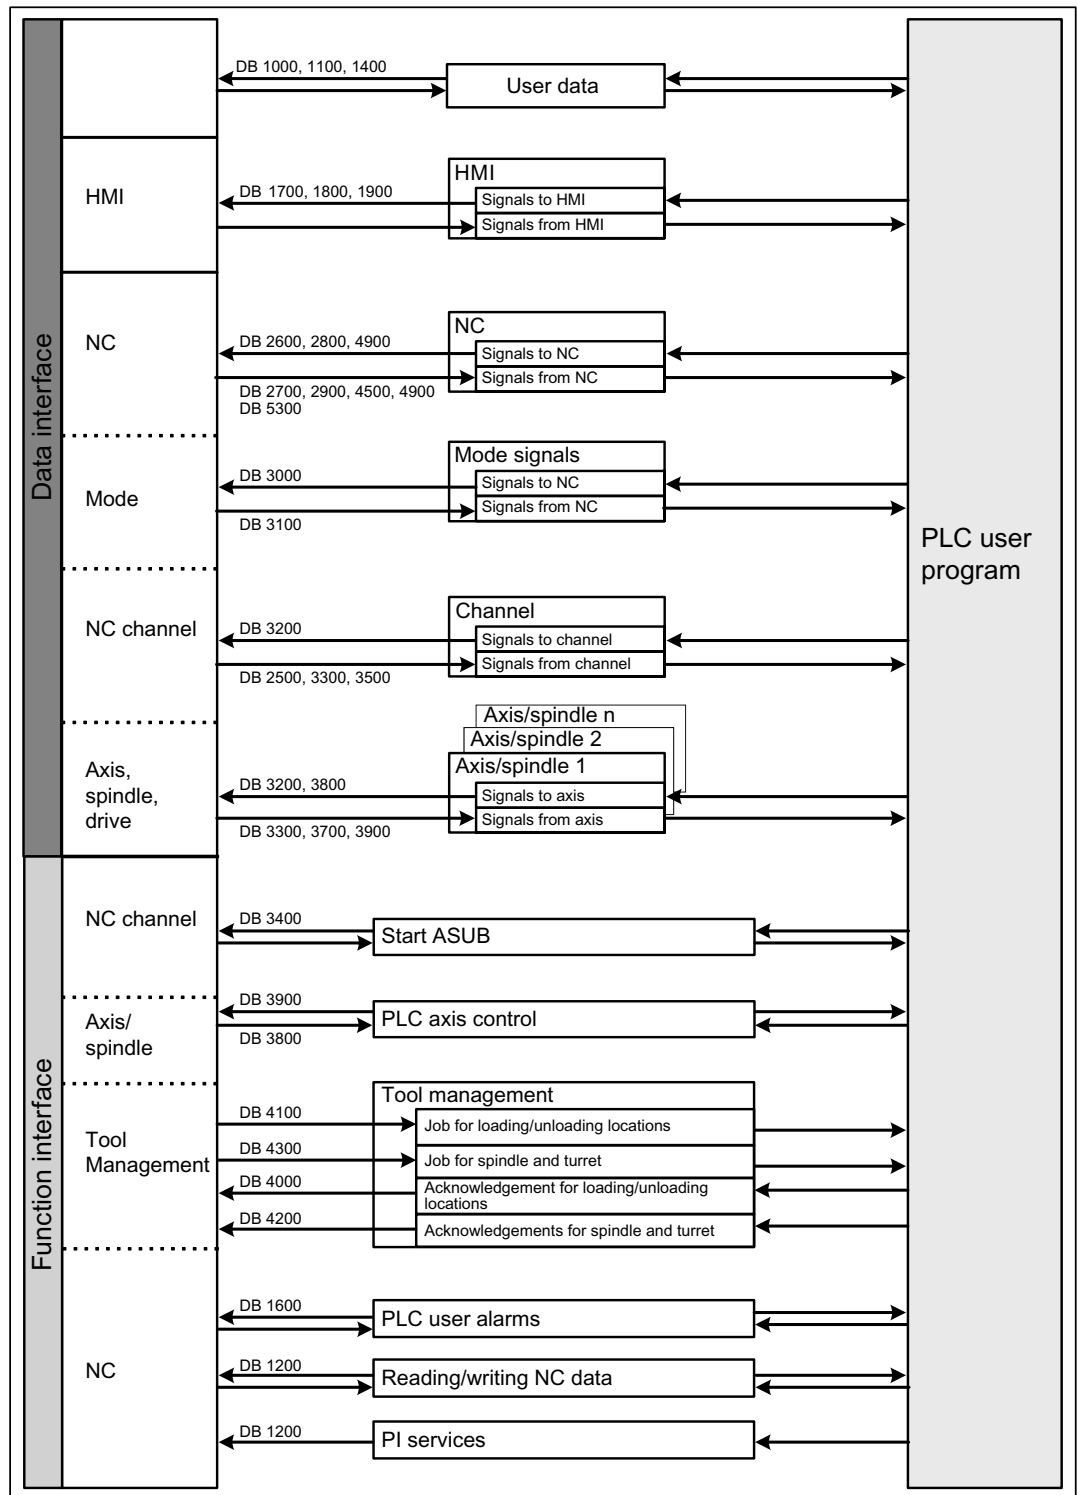 Data interface
DB 1000, 1100, 1400
User data
HMI
DB 1700, 1800, 1900
HMI
Signals to HMI
Signals from HMI
NC
DB 2600, 2800, 4900
DB 2700, 2900, 4500, 4900
DB 5300
NC
Signals to NC
Signals from NC
Mode
DB 3000
DB 3100
Mode signals
Signals to NC
Signals from NC
PLC user
program
NC channel
DB 3200
DB 2500, 3300, 3500
Channel
Signals to channel
Signals from channel
Axis,
spindle,
drive
DB 3200, 3800
DB 3300, 3700, 3900
Axis/spindle n
Axis/spindle 2
Axis/spindle 1
Signals to axis
Signals from axis
Function interface
NC channel
DB 3400
Start ASUB
Axis/
spindle
DB 3900
DB 3800
PLC axis control
Tool
Management
DB 4100
DB 4300
DB 4000
DB 4200
Tool management
Job for loading/unloading locations
Job for spindle and turret
Acknowledgement for loading/unloading
locations
Acknowledgements for spindle and turret
NC
DB 1600
PLC user alarms
DB 1200
Reading/writing NC data
DB 1200
PI services